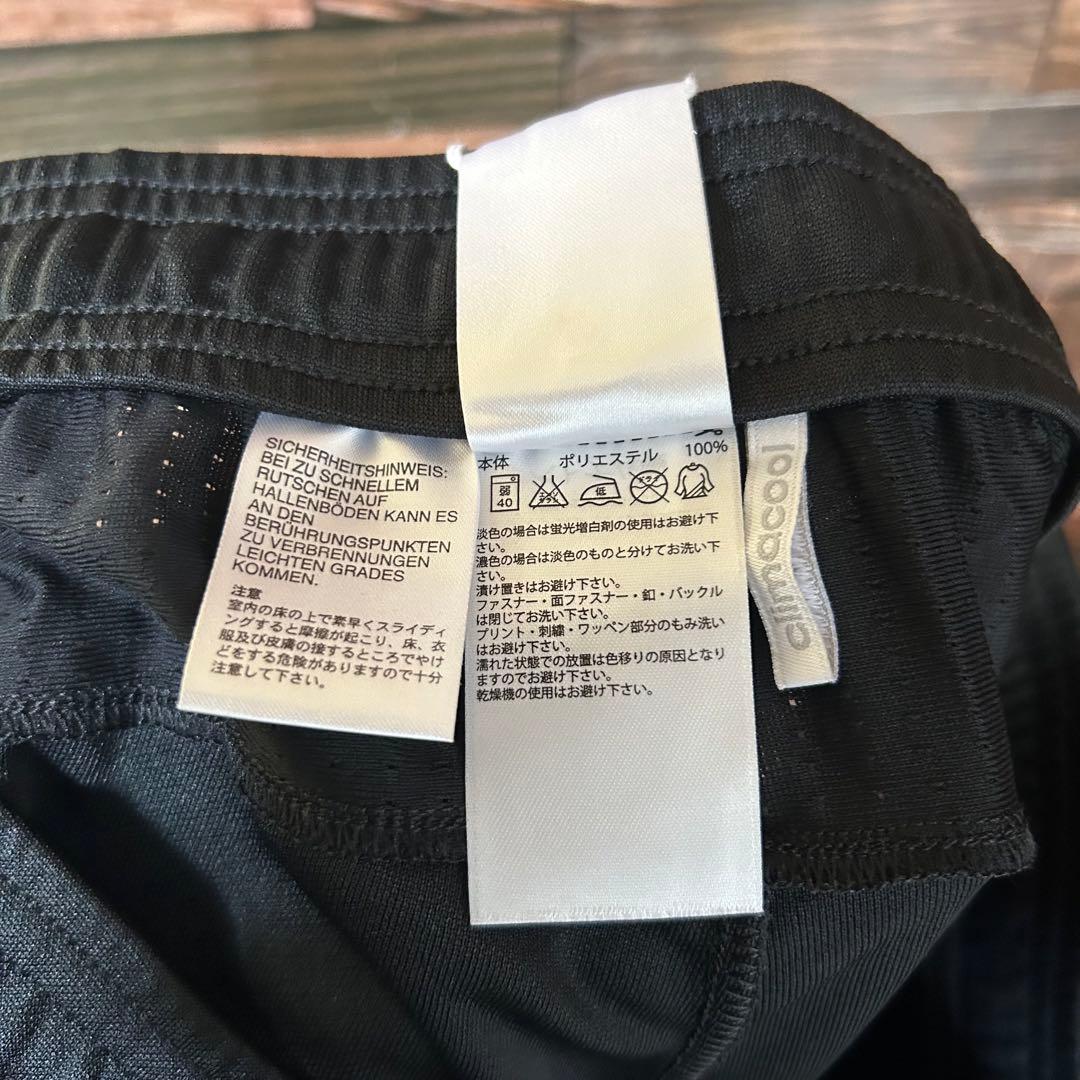 SICHERHEITSHINWEIS:
BEI ZU SCHNELLEM
RUTSCHEN AUF
HALLENBÖDEN KANN ES
AN DEN
BERÜHRUNGSPUNKTEN
ZU VERBRENNUNGEN
LEICHTEN GRADES
KOMMEN.
注意
室内の床の上で素早くスライディ
ングすると摩擦が起こり、床、衣
服及び皮膚の接するところでやけ
どをする危険がありますので十分
注意して下さい。
本体 ポリエステル 100%
弱
40
エンソ
サラシ
低
ドライ
淡色の場合は蛍光増白剤の使用はお避け下
さい。
濃色の場合は淡色のものと分けてお洗い下
さい。
漬け置きはお避け下さい。
ファスナー・面ファスナー・釦・バックル
は閉じてお洗い下さい。
プリント・刺繍・ワッペン部分のもみ洗い
はお避け下さい。
濡れた状態での放置は色移りの原因となり
ますのでお避け下さい。
乾燥機の使用はお避け下さい。
climacool